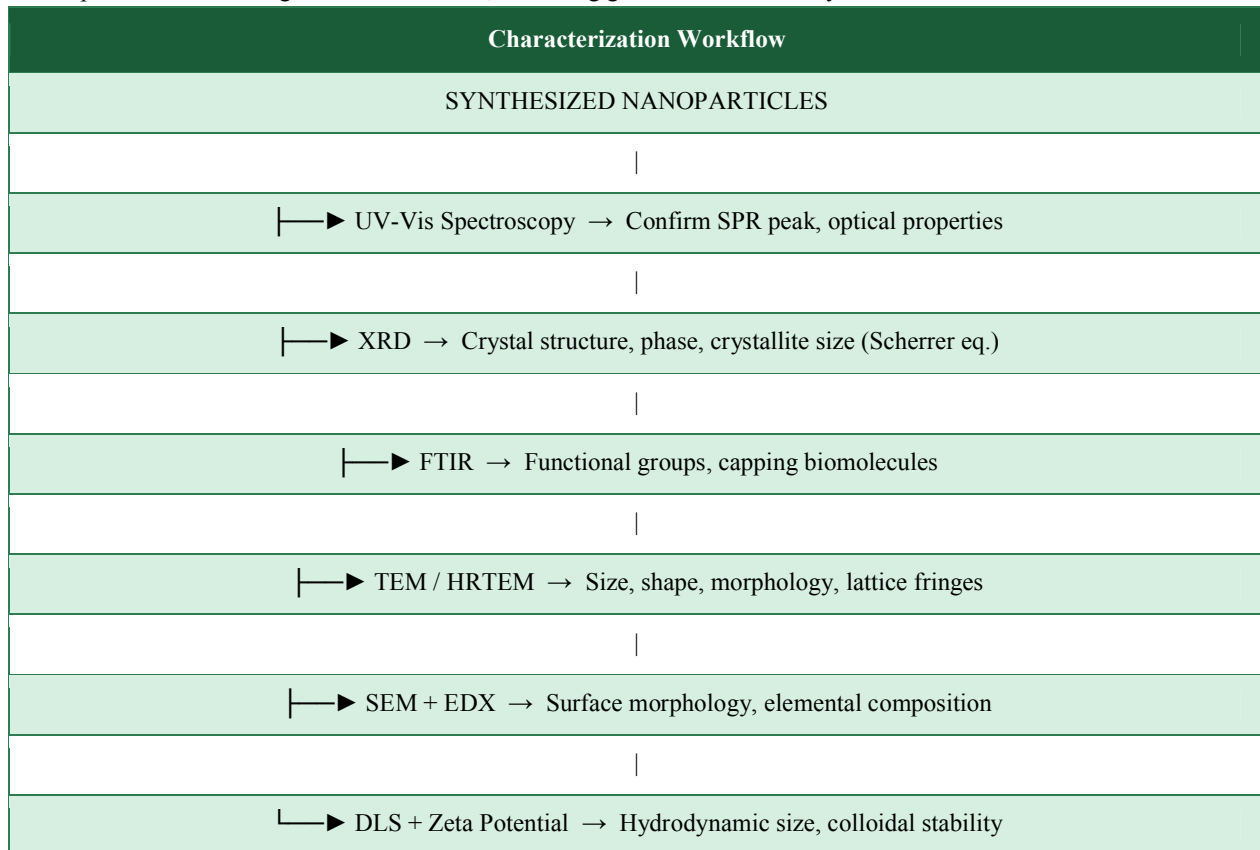 Characterization Workflow
SYNTHESIZED NANOPARTICLES
|
├──► UV-Vis Spectroscopy → Confirm SPR peak, optical properties
|
├──► XRD → Crystal structure, phase, crystallite size (Scherrer eq.)
|
├──► FTIR → Functional groups, capping biomolecules
|
├──► TEM / HRTEM → Size, shape, morphology, lattice fringes
|
├──► SEM + EDX → Surface morphology, elemental composition
|
└──► DLS + Zeta Potential → Hydrodynamic size, colloidal stability